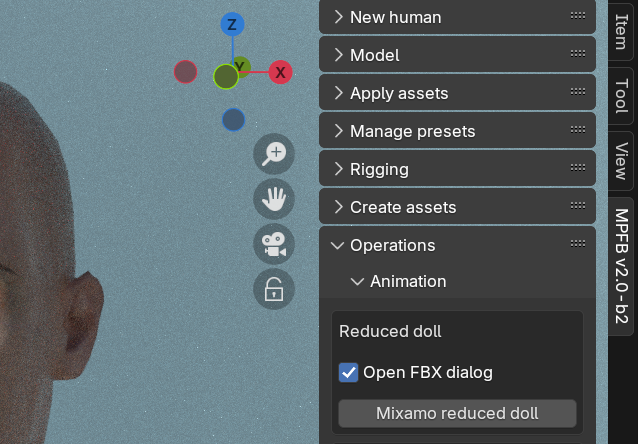 Z
Y
X
New human
Model
Apply assets
Manage presets
Rigging
Create assets
Operations
Animation
Reduced doll
Open FBX dialog
Mixamo reduced doll
Item
Tool
View
MPFB v2.0-b2